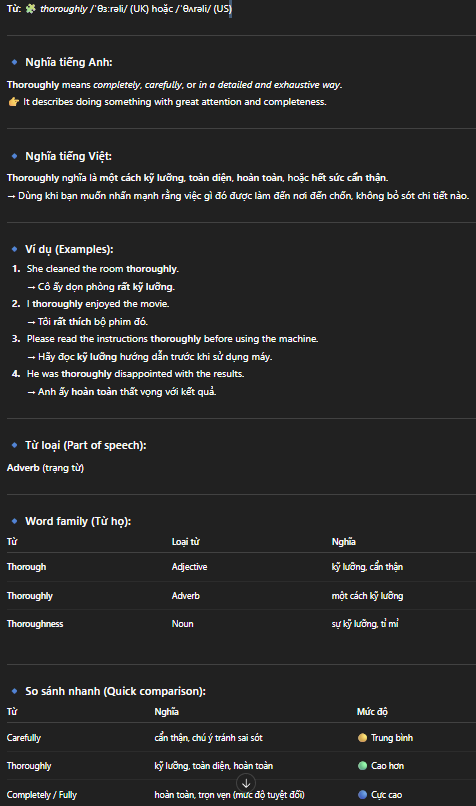 Từ: 🧩 thoroughly /ˈθɜːrəli/ (UK) hoặc /ˈθʌrəli/ (US)
Nghĩa tiếng Anh:
Thoroughly means completely, carefully, or in a detailed and exhaustive way.
👉 It describes doing something with great attention and completeness.
Nghĩa tiếng Việt:
Thoroughly nghĩa là một cách kỹ lưỡng, toàn diện, hoàn toàn, hoặc hết sức cẩn thận.
→ Dùng khi bạn muốn nhấn mạnh rằng việc gì đó được làm đến nơi đến chốn, không bỏ sót chi tiết nào.
Ví dụ (Examples):
1. She cleaned the room thoroughly.
→ Cô ấy dọn phòng rất kỹ lưỡng.
2. I thoroughly enjoyed the movie.
→ Tôi rất thích bộ phim đó.
3. Please read the instructions thoroughly before using the machine.
→ Hãy đọc kỹ lưỡng hướng dẫn trước khi sử dụng máy.
4. He was thoroughly disappointed with the results.
→ Anh ấy hoàn toàn thất vọng với kết quả.
Từ loại (Part of speech):
Adverb (trạng từ)
Word family (Từ họ):
Từ Loại từ Nghĩa
Thorough Adjective kỹ lưỡng, cẩn thận
Thoroughly Adverb một cách kỹ lưỡng
Thoroughness Noun sự kỹ lưỡng, tỉ mỉ
So sánh nhanh (Quick comparison):
Từ Nghĩa Mức độ
Carefully cẩn thận, chú ý tránh sai sót 🟡 Trung bình
Thoroughly kỹ lưỡng, toàn diện, hoàn toàn 🟢 Cao hơn
Completely / Fully hoàn toàn, trọn vẹn (mức độ tuyệt đối) 🔵 Cực cao